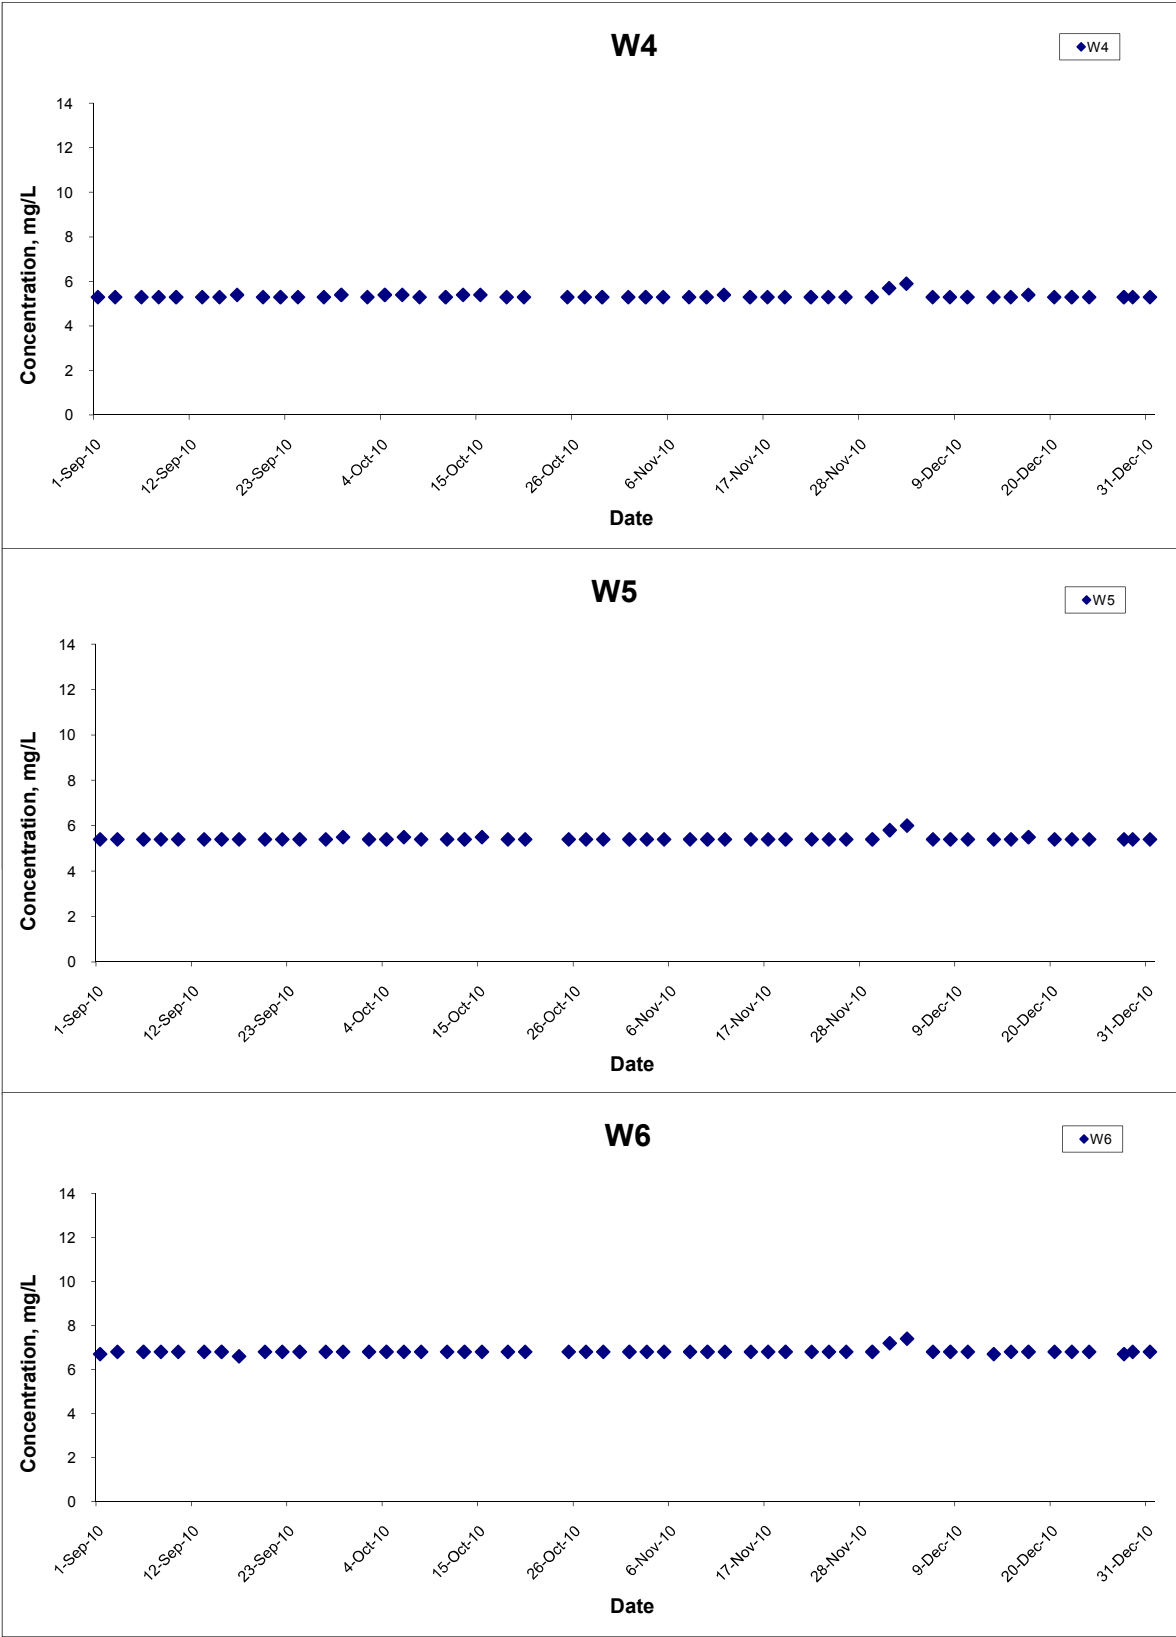 W4
W4
14
12
10
8
6
4
2
0
Concentration, mg/L
1-Sep-10
12-Sep-10
23-Sep-10
4-Oct-10
15-Oct-10
26-Oct-10
6-Nov-10
17-Nov-10
28-Nov-10
9-Dec-10
20-Dec-10
31-Dec-10
Date
W5
W5
14
12
10
8
6
4
2
0
Concentration, mg/L
1-Sep-10
12-Sep-10
23-Sep-10
4-Oct-10
15-Oct-10
26-Oct-10
6-Nov-10
17-Nov-10
28-Nov-10
9-Dec-10
20-Dec-10
31-Dec-10
Date
W6
W6
14
12
10
8
6
4
2
0
Concentration, mg/L
1-Sep-10
12-Sep-10
23-Sep-10
4-Oct-10
15-Oct-10
26-Oct-10
6-Nov-10
17-Nov-10
28-Nov-10
9-Dec-10
20-Dec-10
31-Dec-10
Date